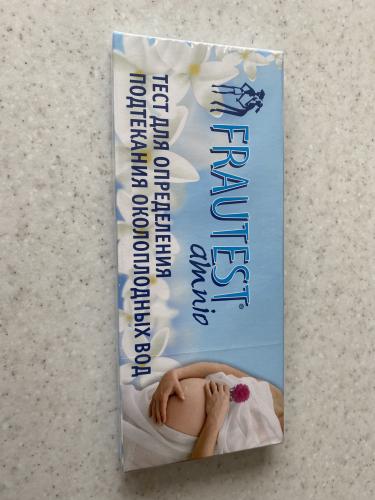 FRAUTEST®
amnio
ТЕСТ ДЛЯ ОПРЕДЕЛЕНИЯ
ПОДТЕКАНИЯ ОКОЛОПЛОДНЫХ ВОД